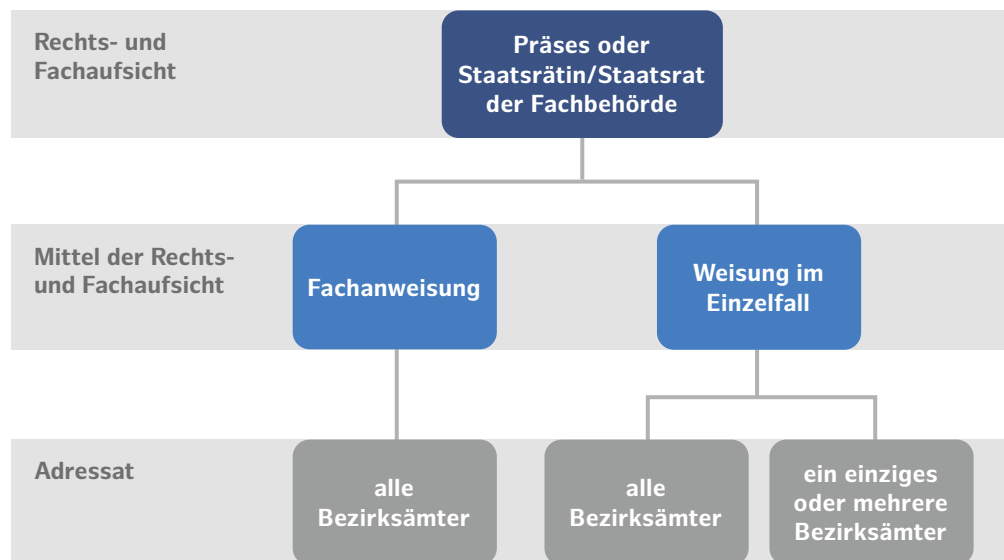 Rechts- und
Fachaufsicht
Präses oder
Staatsrätin/Staatsrat
der Fachbehörde
Mittel der Rechts-
und Fachaufsicht
Fachanweisung
Weisung im
Einzelfall
Adressat
alle
Bezirksämter
alle
Bezirksämter
ein einziges
oder mehrere
Bezirksämter